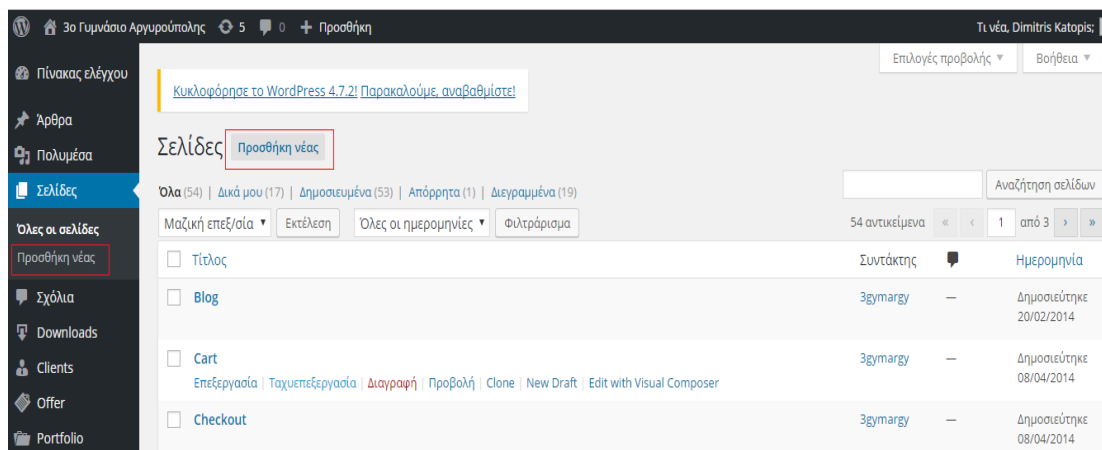 3ο Γυμνάσιο Αργυρούπολης 5 0 + Προσθήκη Τι νέα, Dimitris Katopis;
Επιλογές προβολής ▼ Βοήθεια ▼
Πίνακας ελέγχου
Άρθρα
Πολυμέσα
Σελίδες
Όλες οι σελίδες
Προσθήκη νέας
Σχόλια
Downloads
Clients
Offer
Portfolio
Κυκλοφόρησε το WordPress 4.7.2! Παρακαλούμε, αναβαθμίστε!
Σελίδες Προσθήκη νέας
Όλα (54) | Δικά μου (17) | Δημοσιευμένα (53) | Απόρρητα (1) | Διεγραμμένα (19)
Αναζήτηση σελίδων
Μαζική επεξ/σία ▼ Εκτέλεση Όλες οι ημερομηνίες ▼ Φιλτράρισμα 54 αντικείμενα « ‹ 1 από 3 › »
Τίτλος Συντάκτης Ημερομηνία
Blog 3gymargy — Δημοσιεύτηκε
20/02/2014
Cart 3gymargy — Δημοσιεύτηκε
08/04/2014
Επεξεργασία | Ταχυεπεξεργασία | Διαγραφή | Προβολή | Clone | New Draft | Edit with Visual Composer
Checkout 3gymargy — Δημοσιεύτηκε
08/04/2014